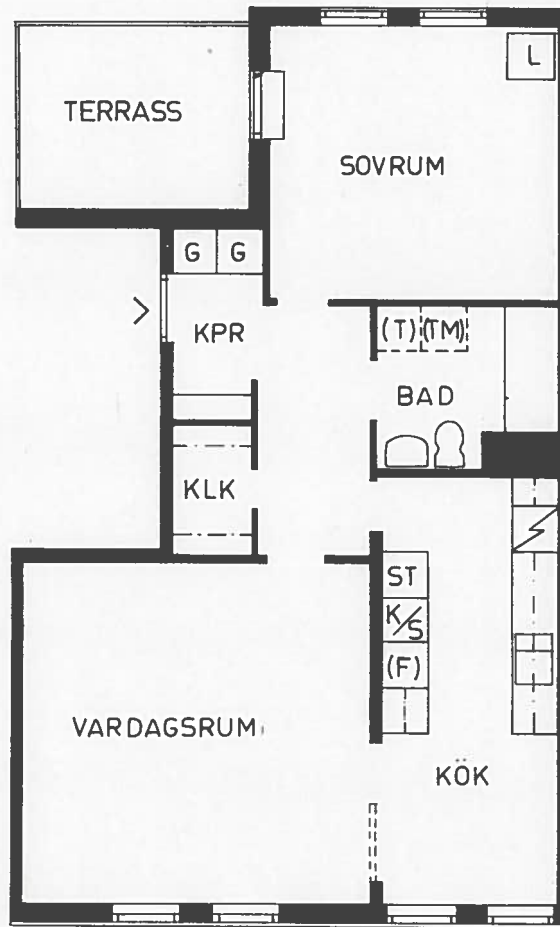 L
TERRASS
SOVRUM
G G
KPR
(T) (TM)
BAD
KLK
ST
K/S
(F)
VARDAGSRUM
KÖK